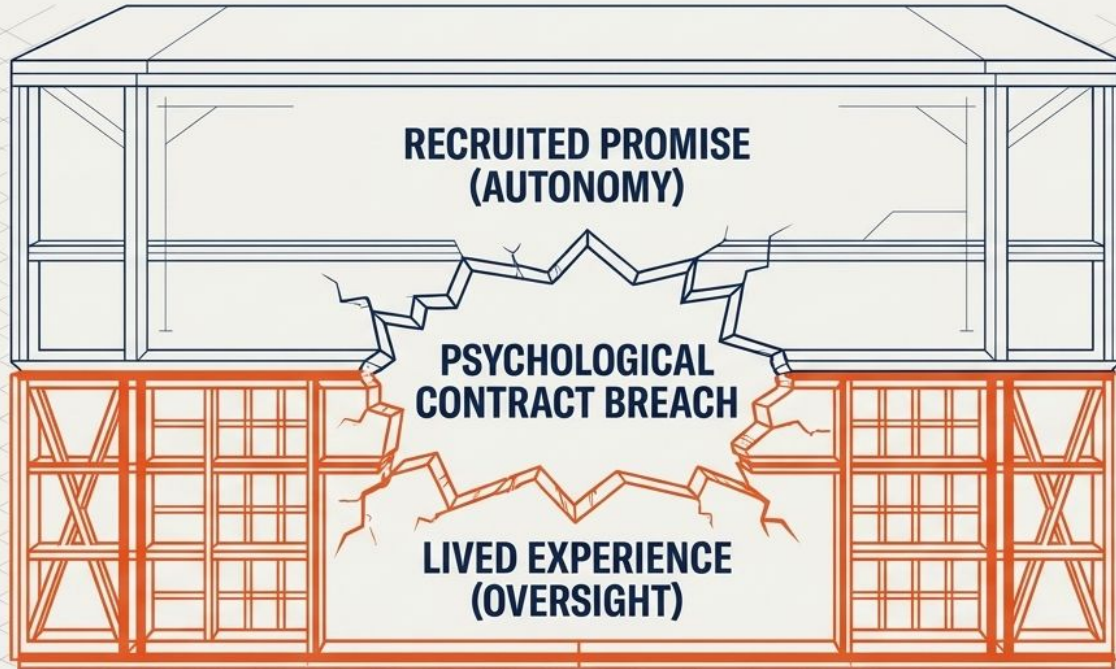 RECRUITED PROMISE
(AUTONOMY)
PSYCHOLOGICAL
CONTRACT BREACH
LIVED EXPERIENCE
(OVERSIGHT)